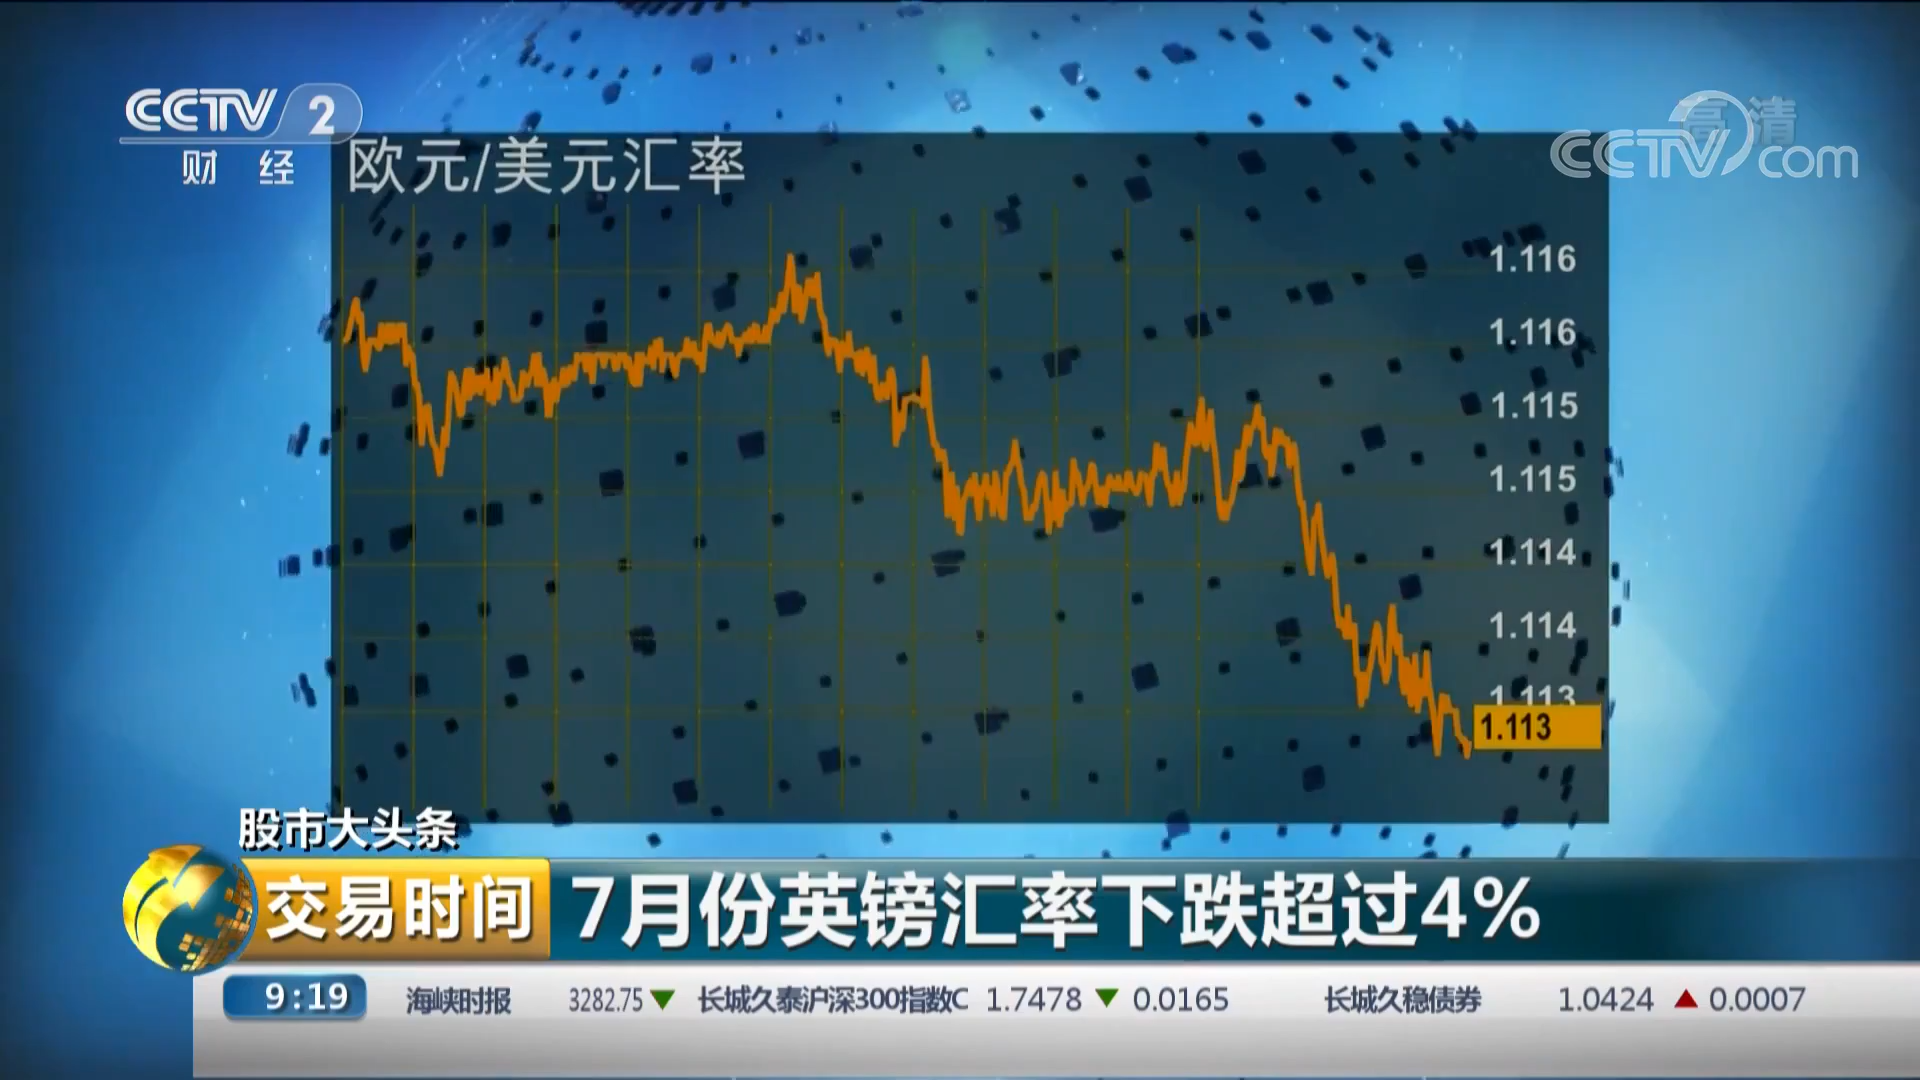 CCTV 2
财 经
高清
CCTV com
欧元/美元汇率
1.116
1.116
1.115
1.115
1.114
1.114
1.113
1.113
股市大头条
交易时间 7月份英镑汇率下跌超过4%
9:19 海峡时报 3282.75 ▼ 长城久泰沪深300指数C 1.7478 ▼ 0.0165 长城久稳债券 1.0424 ▲ 0.0007